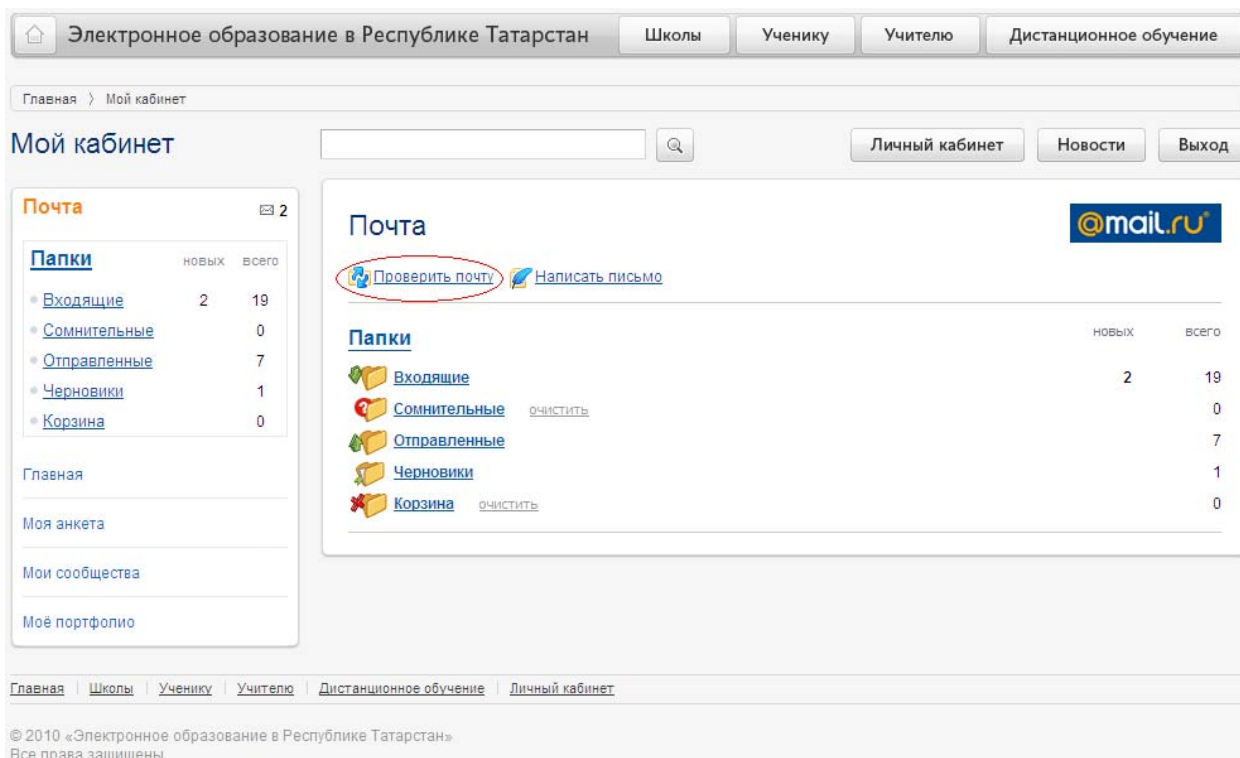 Электронное образование в Республике Татарстан Школы Ученику Учителю Дистанционное обучение
Главная › Мой кабинет
Мой кабинет Личный кабинет Новости Выход
Почта 2
Папки новых всего
Входящие 2 19
Сомнительные 0
Отправленные 7
Черновики 1
Корзина 0
Главная
Моя анкета
Мои сообщества
Моё портфолио
Почта @mail.ru
Проверить почту Написать письмо
Папки новых всего
Входящие 2 19
Сомнительные очистить 0
Отправленные 7
Черновики 1
Корзина очистить 0
Главная Школы Ученику Учителю Дистанционное обучение Личный кабинет
© 2010 «Электронное образование в Республике Татарстан»
Все права защищены